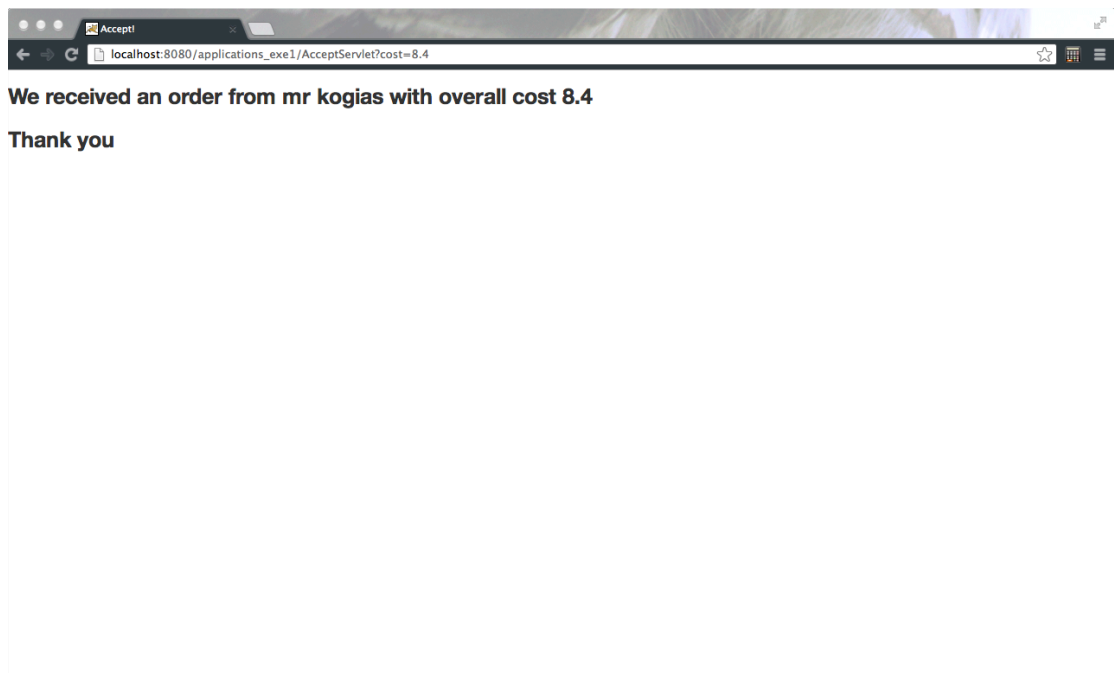 Accept!
localhost:8080/applications_exe1/AcceptServlet?cost=8.4
We received an order from mr kogias with overall cost 8.4
Thank you